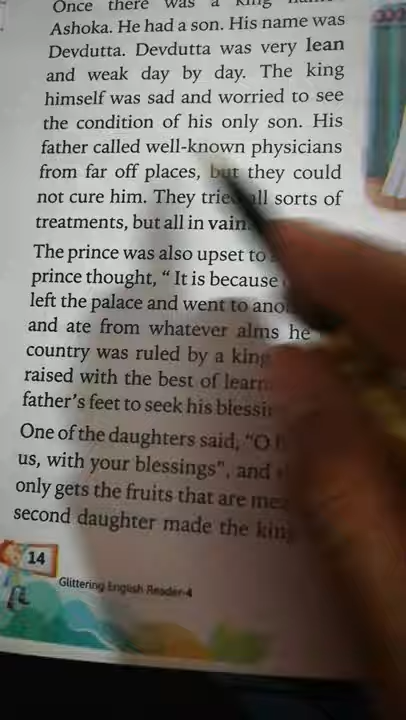 Once there was a king
Ashoka. He had a son. His name was
Devdutta. Devdutta was very lean
and weak day by day. The king
himself was sad and worried to see
the condition of his only son. His
father called well-known physicians
from far off places, but they could
not cure him. They tried all sorts of
treatments, but all in vain.
The prince was also upset to
prince thought, “ It is because
left the palace and went to
and ate from whatever alms he
country was ruled by a king
raised with the best of
father's feet to seek his
One of the daughters said, “O
us, with your blessings”, and
only gets the fruits that are
second daughter made the king
14
Glittering English Reader-4